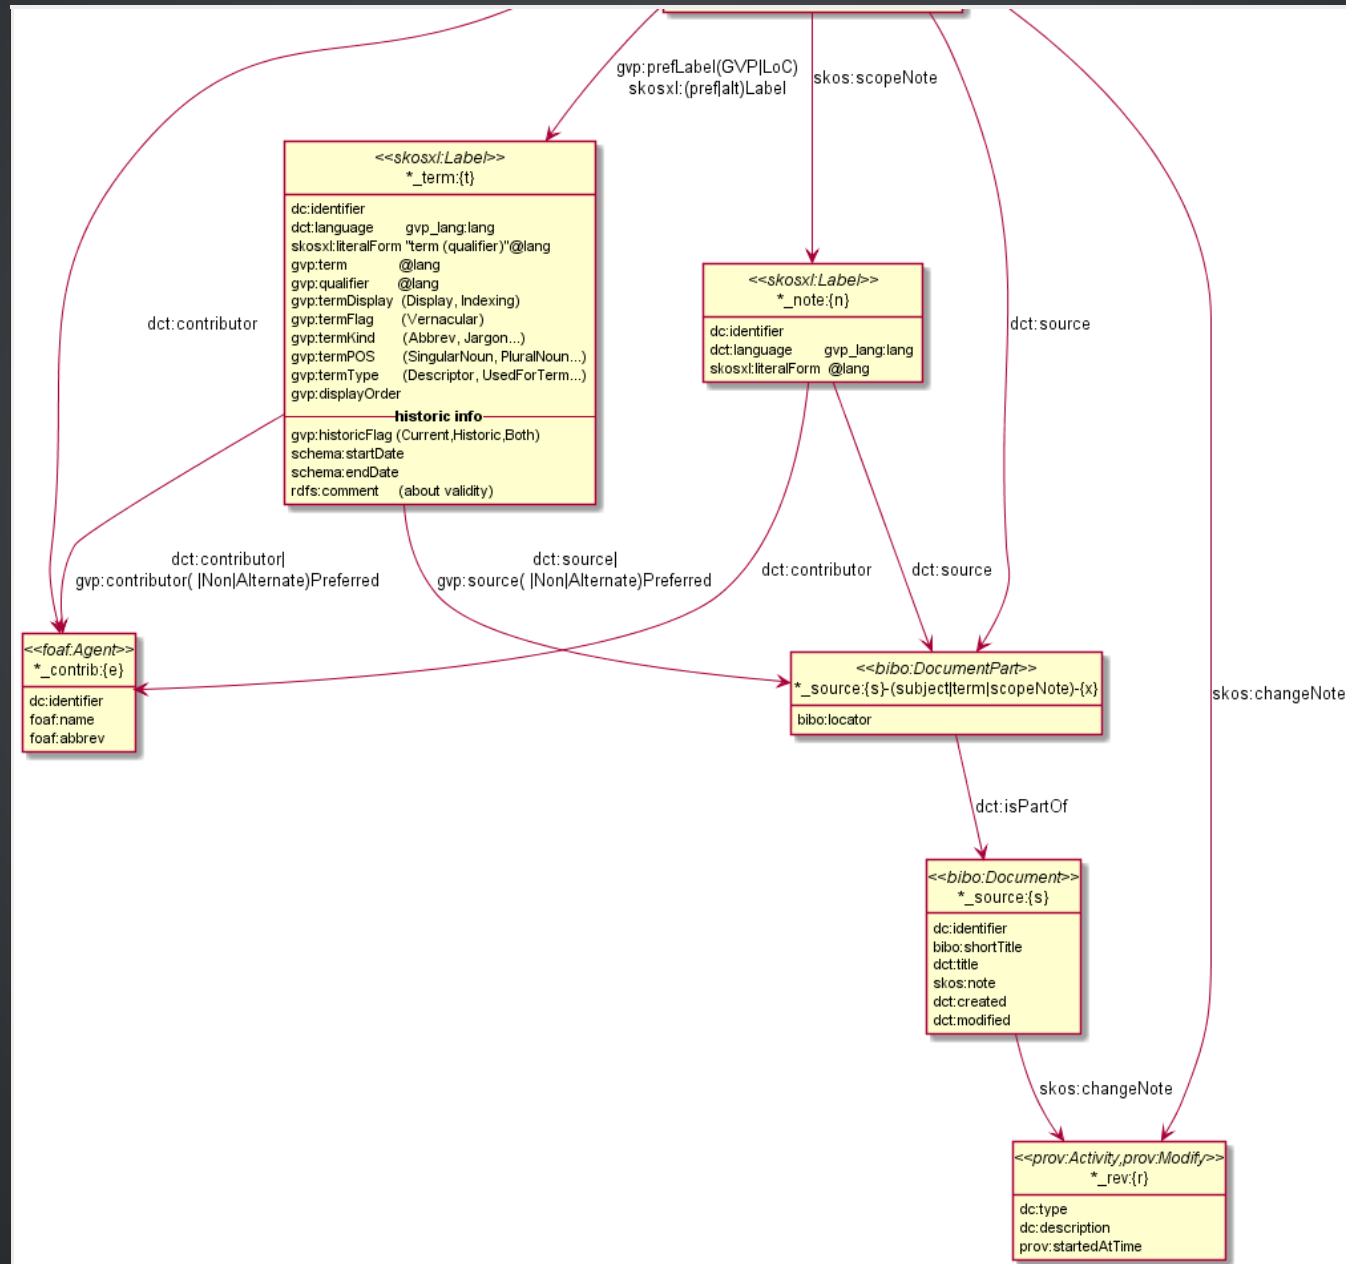 gvp:prefLabel(GVP|LoC)
skosxl:(pref|alt)Label
skos:scopeNote
<<skosxl:Label>>
*_term:{t}
dc:identifier
dct:language gvp_lang:lang
skosxl:literalForm "term (qualifier)"@lang
gvp:term @lang
gvp:qualifier @lang
gvp:termDisplay (Display, Indexing)
gvp:termFlag (Vernacular)
gvp:termKind (Abbrev, Jargon...)
gvp:termPOS (SingularNoun, PluralNoun...)
gvp:termType (Descriptor, UsedForTerm...)
gvp:displayOrder
historic info
gvp:historicFlag (Current,Historic,Both)
schema:startDate
schema:endDate
rdfs:comment (about validity)
<<skosxl:Label>>
*_note:{n}
dc:identifier
dct:language gvp_lang:lang
skosxl:literalForm @lang
dct:contributor
dct:source
dct:contributor|
gvp:contributor( |Non|Alternate)Preferred
dct:source|
gvp:source( |Non|Alternate)Preferred
dct:contributor
dct:source
<<foaf:Agent>>
*_contrib:{e}
dc:identifier
foaf:name
foaf:abbrev
<<bibo:DocumentPart>>
*_source:{s}-(subject|term|scopeNote)-{x}
bibo:locator
skos:changeNote
dct:isPartOf
<<bibo:Document>>
*_source:{s}
dc:identifier
bibo:shortTitle
dct:title
skos:note
dct:created
dct:modified
skos:changeNote
<<prov:Activity,prov:Modify>>
*_rev:{r}
dc:type
dc:description
prov:startedAtTime